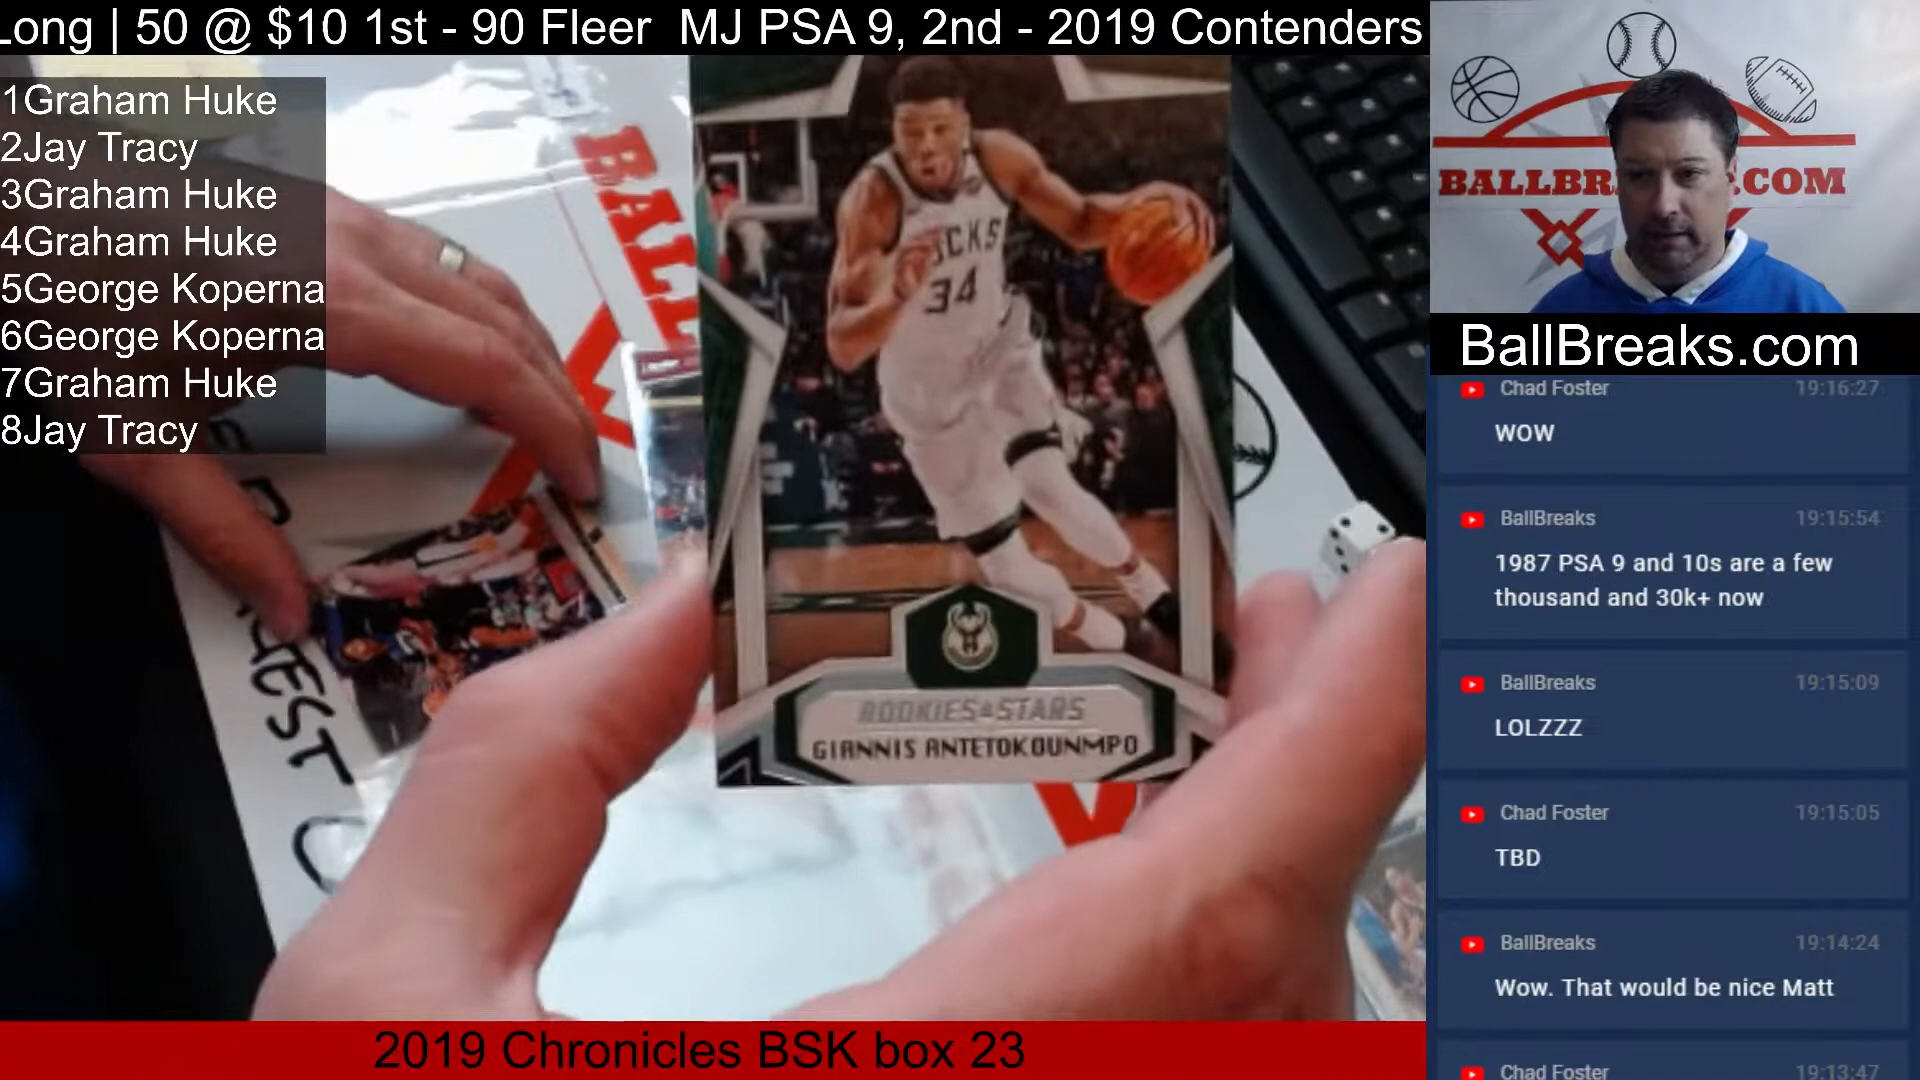 Long | 50 @ $10 1st - 90 Fleer  MJ PSA 9, 2nd - 2019 Contenders
1Graham Huke
2Jay Tracy
3Graham Huke
4Graham Huke
5George Koperna
6George Koperna
7Graham Huke
8Jay Tracy
BALL
34
ROOKIES&STARS
GIANNIS ANTETOKOUNMPO
2019 Chronicles BSK box 23
BallBreaks.com
Chad Foster 19:16:27
WOW
BallBreaks 19:15:54
1987 PSA 9 and 10s are a few
thousand and 30k+ now
BallBreaks 19:15:09
LOLZZZ
Chad Foster 19:15:05
TBD
BallBreaks 19:14:24
Wow. That would be nice Matt
Chad Foster 19:13:47